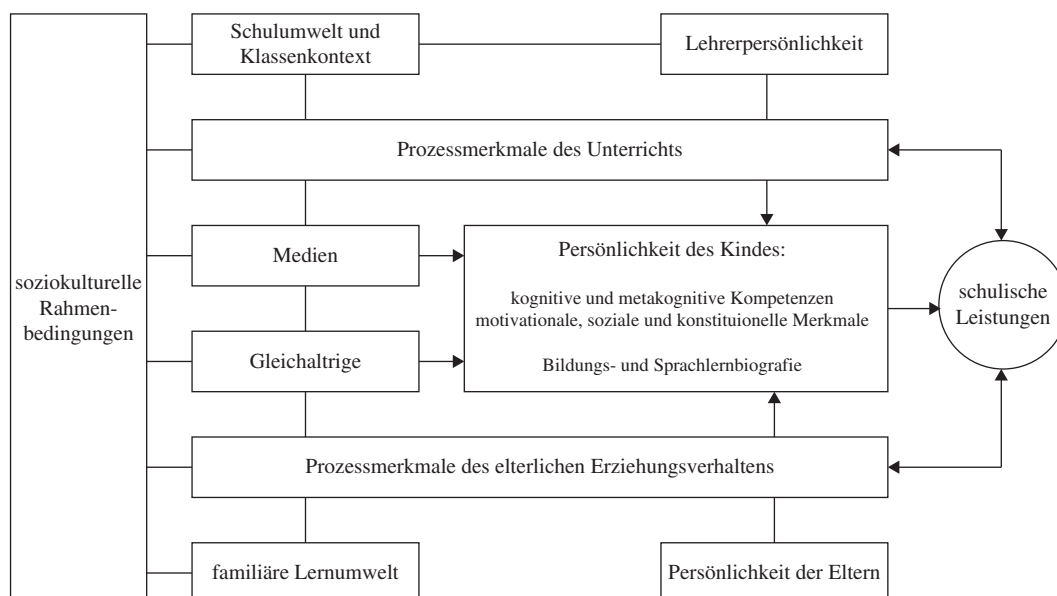 Schulumwelt und
Klassenkontext
Lehrerpersönlichkeit
Prozessmerkmale des Unterrichts
Medien
Persönlichkeit des Kindes:
kognitive und metakognitive Kompetenzen
motivationale, soziale und konstituionelle Merkmale
Bildungs- und Sprachlernbiografie
soziokulturelle
Rahmen-
bedingungen
schulische
Leistungen
Gleichaltrige
Prozessmerkmale des elterlichen Erziehungsverhaltens
familiäre Lernumwelt
Persönlichkeit der Eltern